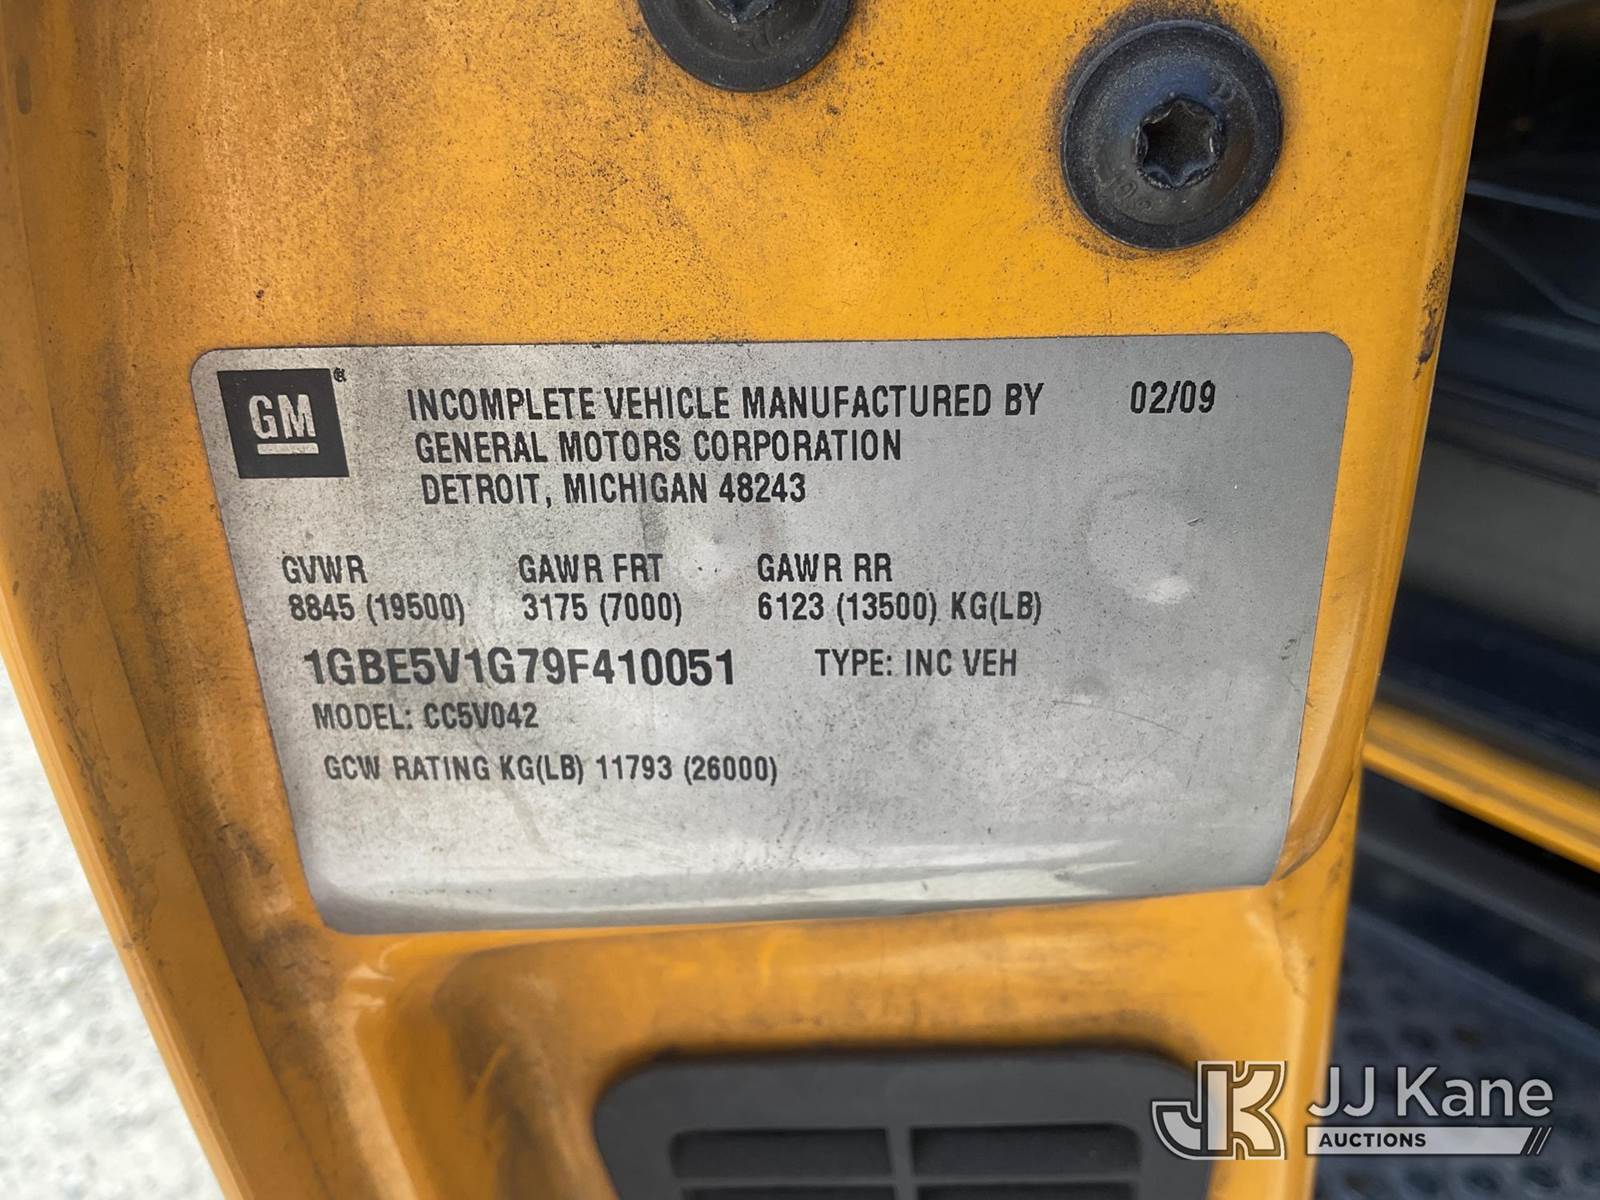 GM®
INCOMPLETE VEHICLE MANUFACTURED BY 02/09
GENERAL MOTORS CORPORATION
DETROIT, MICHIGAN 48243
GVWR GAWR FRT GAWR RR
8845 (19500) 3175 (7000) 6123 (13500) KG(LB)
1GBE5V1G79F410051 TYPE: INC VEH
MODEL: CC5V042
GCW RATING KG(LB) 11793 (26000)
JK JJ Kane
AUCTIONS